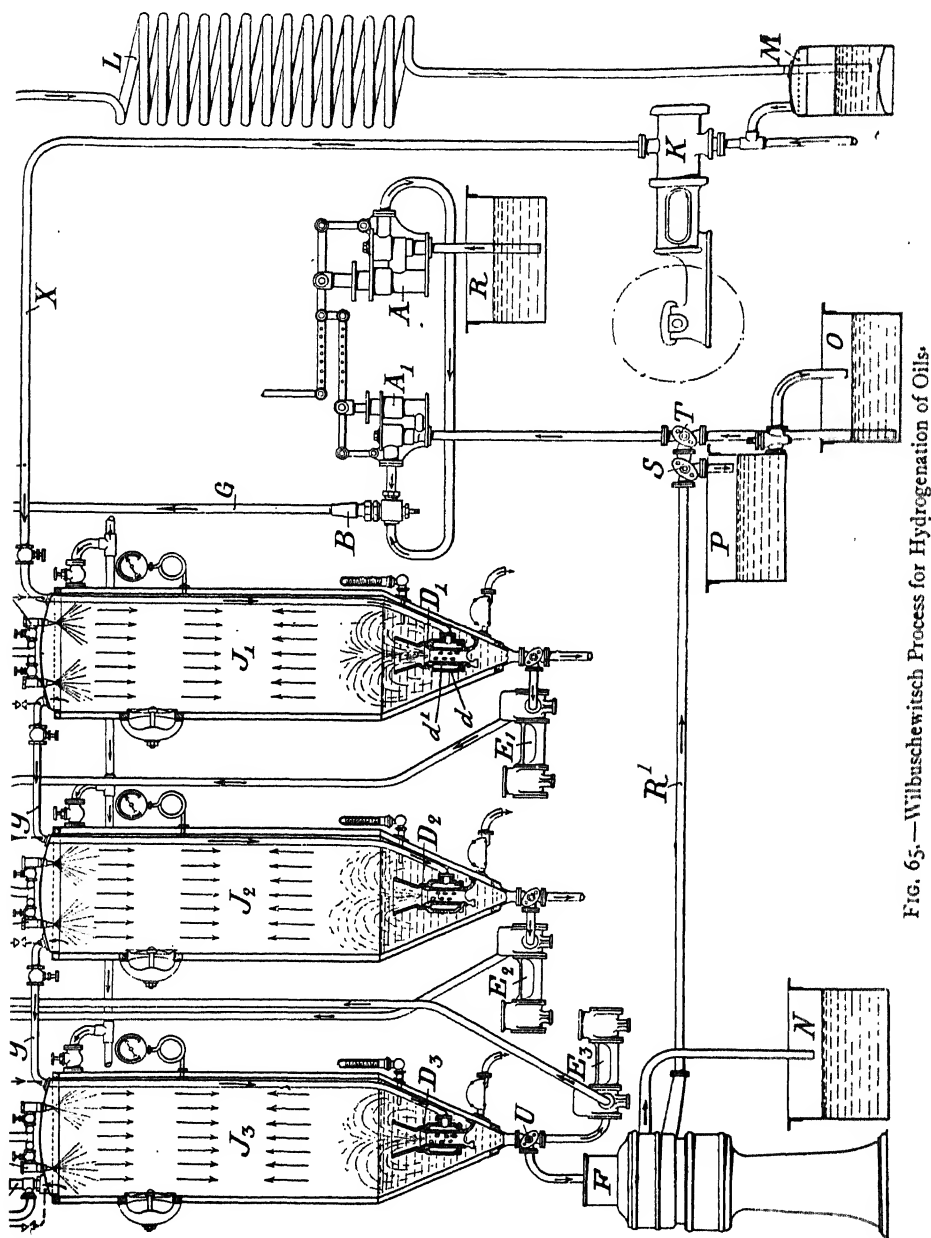 L
M
X
K
A
R
A₁
G
B
T
S
O
P
J₁
D¹
d¹
d
E₁
y
J₂
D₂
E₂
R¹
y
J₃
D₃
E₃
U
F
N
FIG. 65.—Wilbuschewitsch Process for Hydrogenation of Oils.